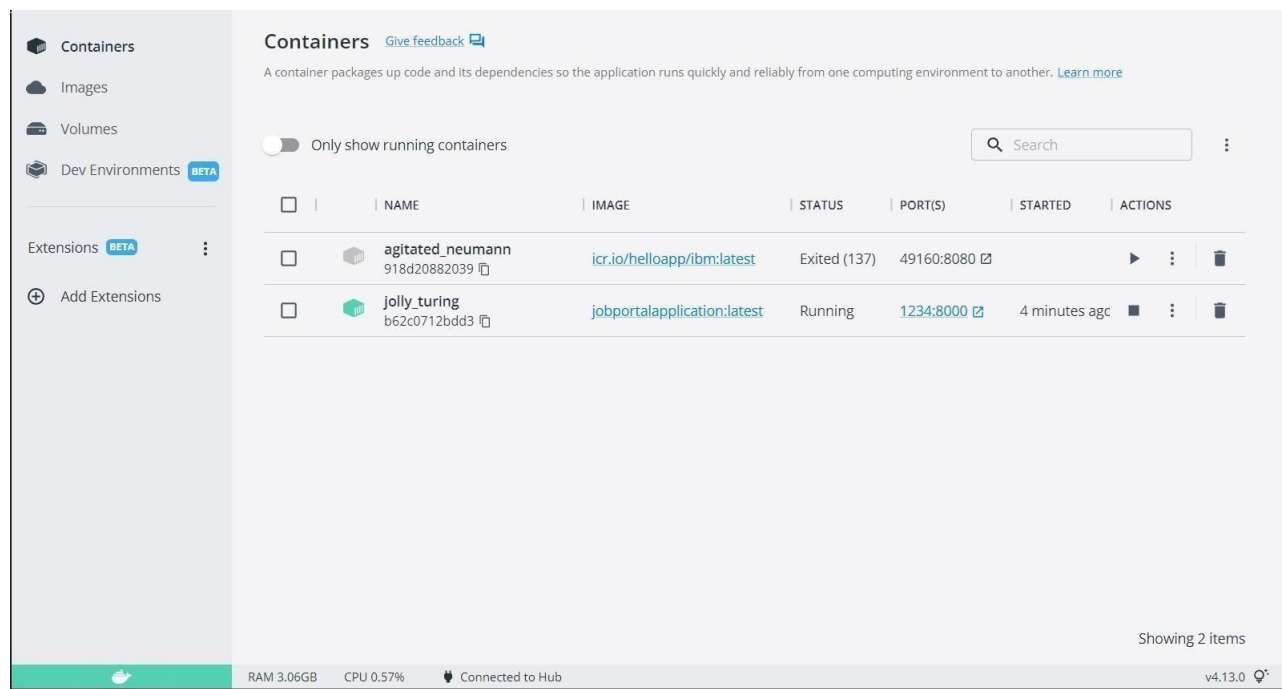 Containers
Images
Volumes
Dev Environments BETA
Extensions BETA
Add Extensions
Containers Give feedback
A container packages up code and its dependencies so the application runs quickly and reliably from one computing environment to another. Learn more
Only show running containers
Search
NAME IMAGE STATUS PORT(S) STARTED ACTIONS
agitated_neumann
918d20882039
icr.io/helloapp/ibm:latest Exited (137) 49160:8080
jolly_turing
b62c0712bdd3
jobportalapplication:latest Running 1234:8000 4 minutes agc
Showing 2 items
RAM 3.06GB CPU 0.57% Connected to Hub v4.13.0